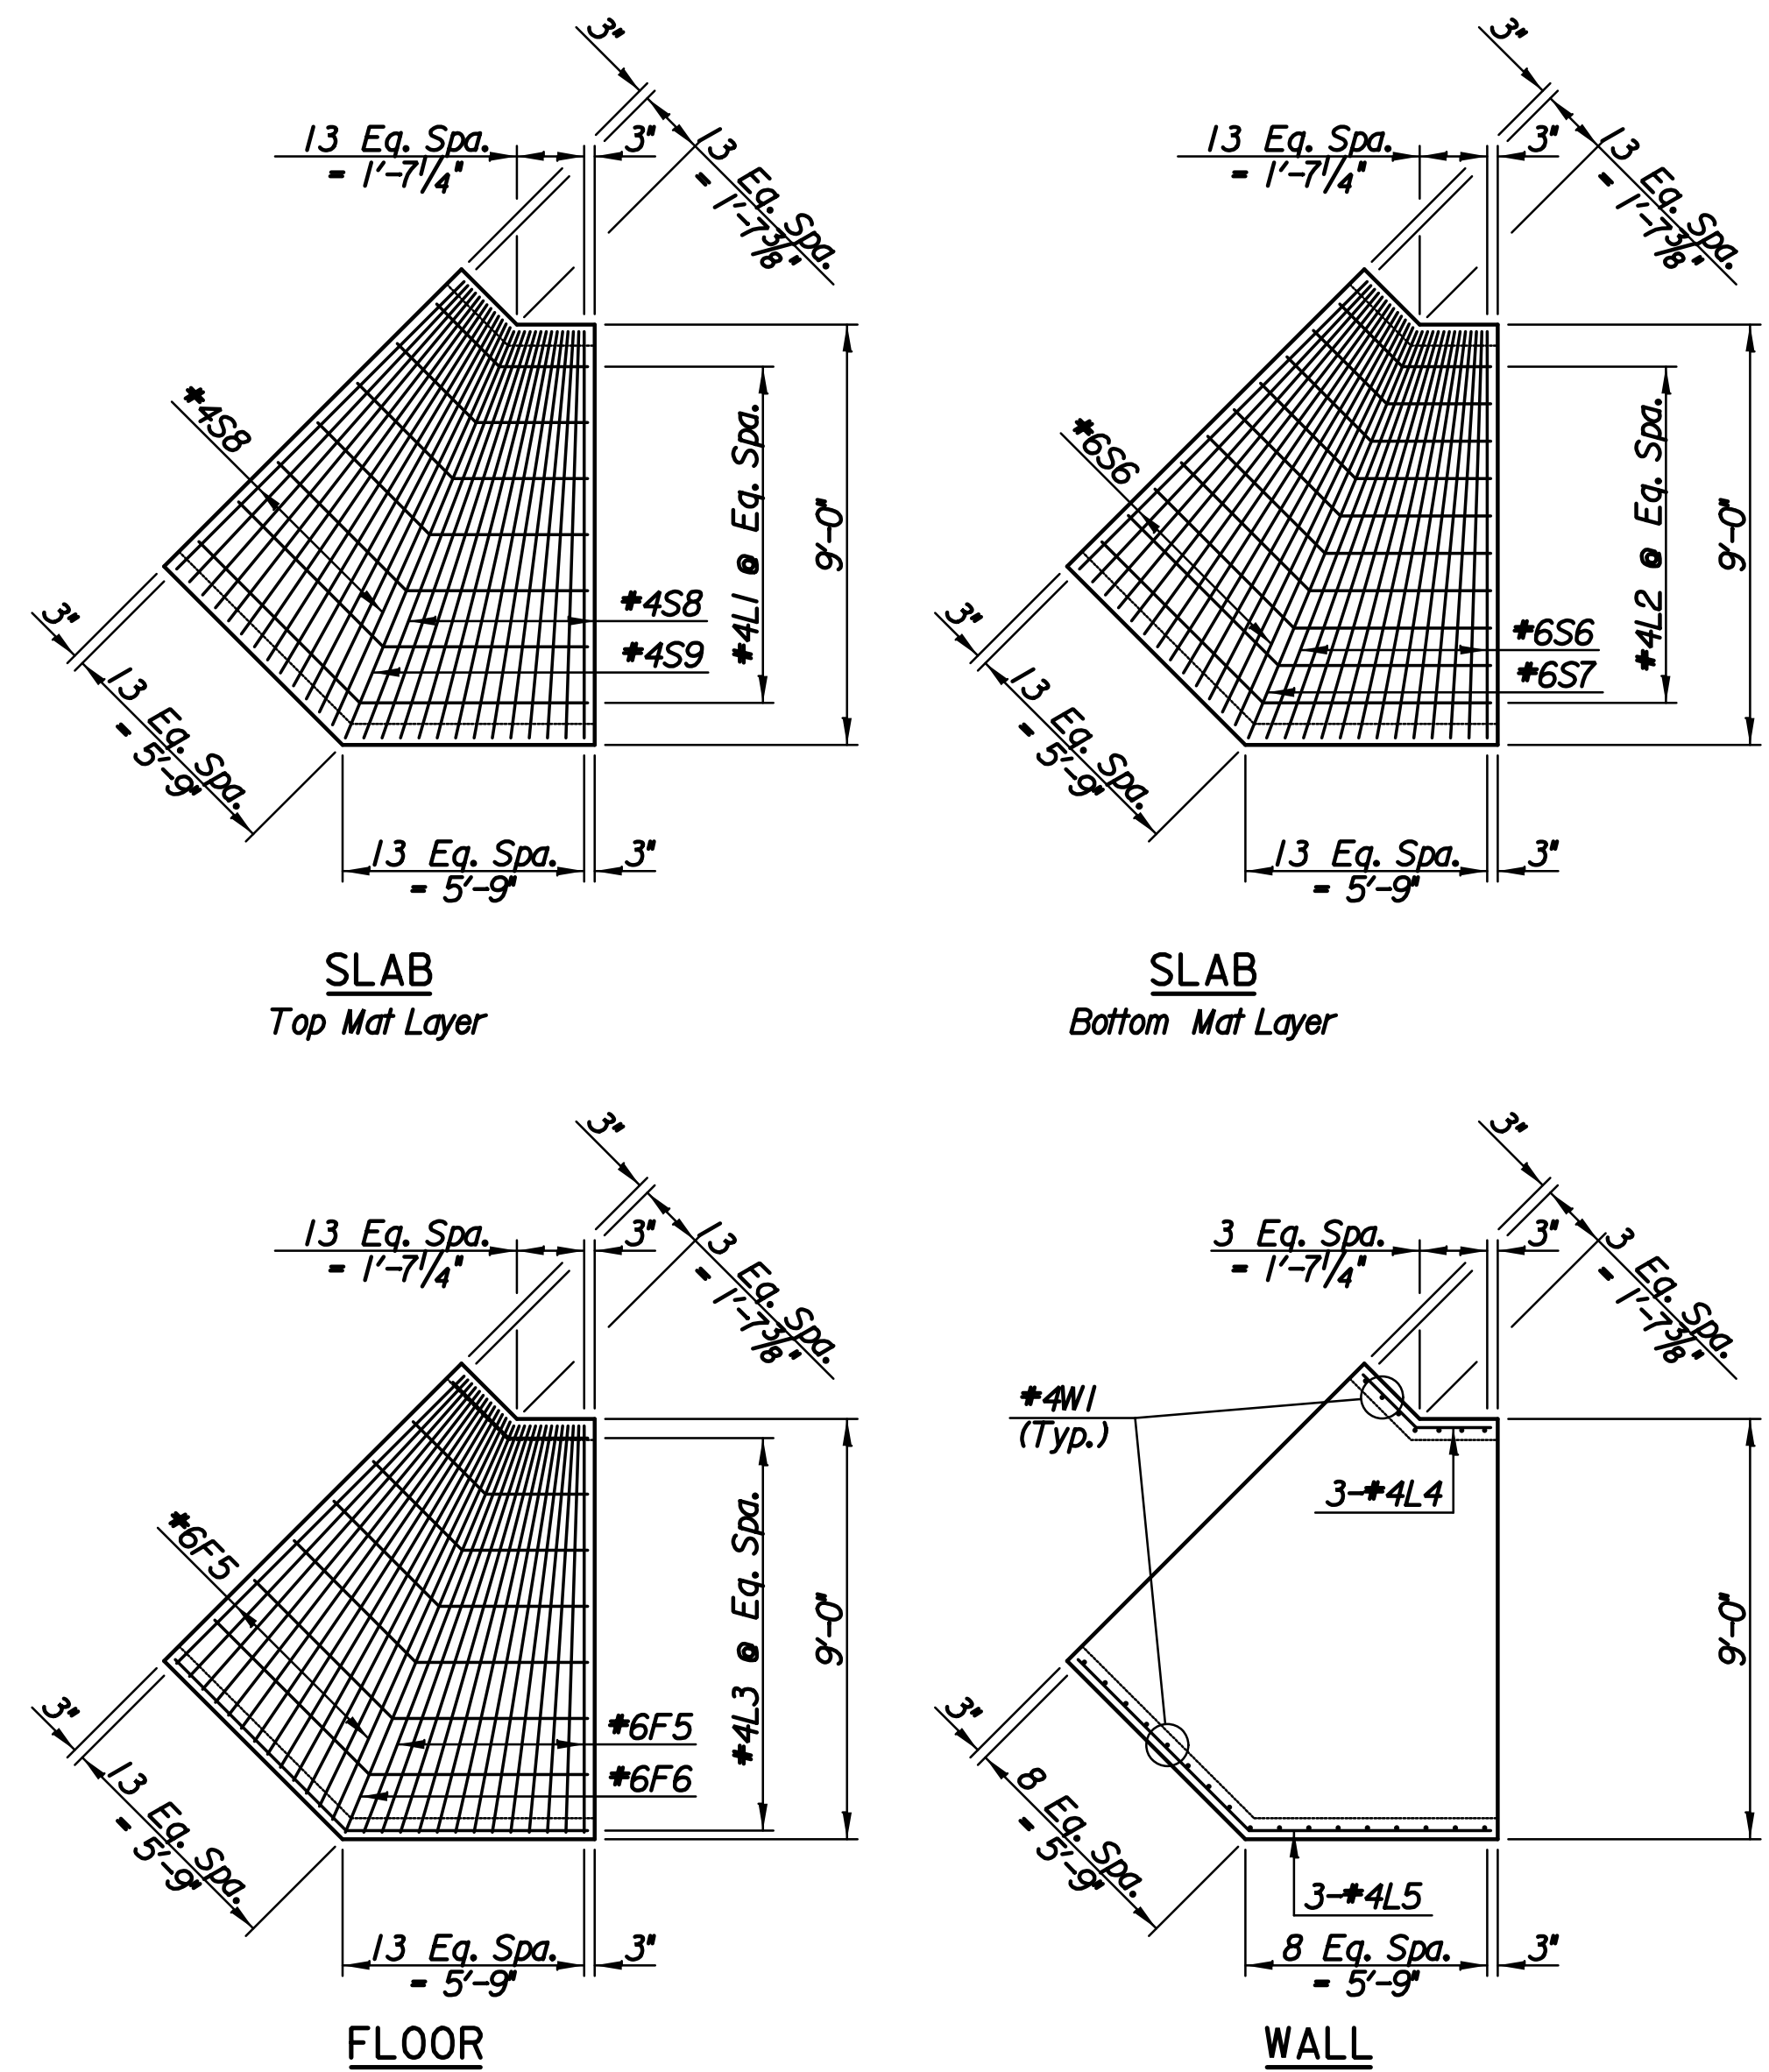 3"
13 Eq. Spa.
= 1'-7 1/4"
3"
13 Eq. Spa.
= 1'-7 3/8"
#4S8
#4L1 @ Eq. Spa.
9'-0"
#4S8
#4S9
3"
13 Eq. Spa.
= 5'-9"
13 Eq. Spa.
= 5'-9"
3"
SLAB
Top Mat Layer
3"
13 Eq. Spa.
= 1'-7 1/4"
3"
13 Eq. Spa.
= 1'-7 3/8"
#6S6
#4L2 @ Eq. Spa.
9'-0"
#6S6
#6S7
3"
13 Eq. Spa.
= 5'-9"
13 Eq. Spa.
= 5'-9"
3"
SLAB
Bottom Mat Layer
3"
13 Eq. Spa.
= 1'-7 1/4"
3"
13 Eq. Spa.
= 1'-7 3/8"
#6F5
#4L3 @ Eq. Spa.
9'-0"
#6F5
#6F6
3"
13 Eq. Spa.
= 5'-9"
13 Eq. Spa.
= 5'-9"
3"
FLOOR
3"
3 Eq. Spa.
= 1'-7 1/4"
3"
3 Eq. Spa.
= 1'-7 3/8"
#4W1
(Typ.)
3-#4L4
9'-0"
3"
8 Eq. Spa.
= 5'-9"
3-#4L5
8 Eq. Spa.
= 5'-9"
3"
WALL